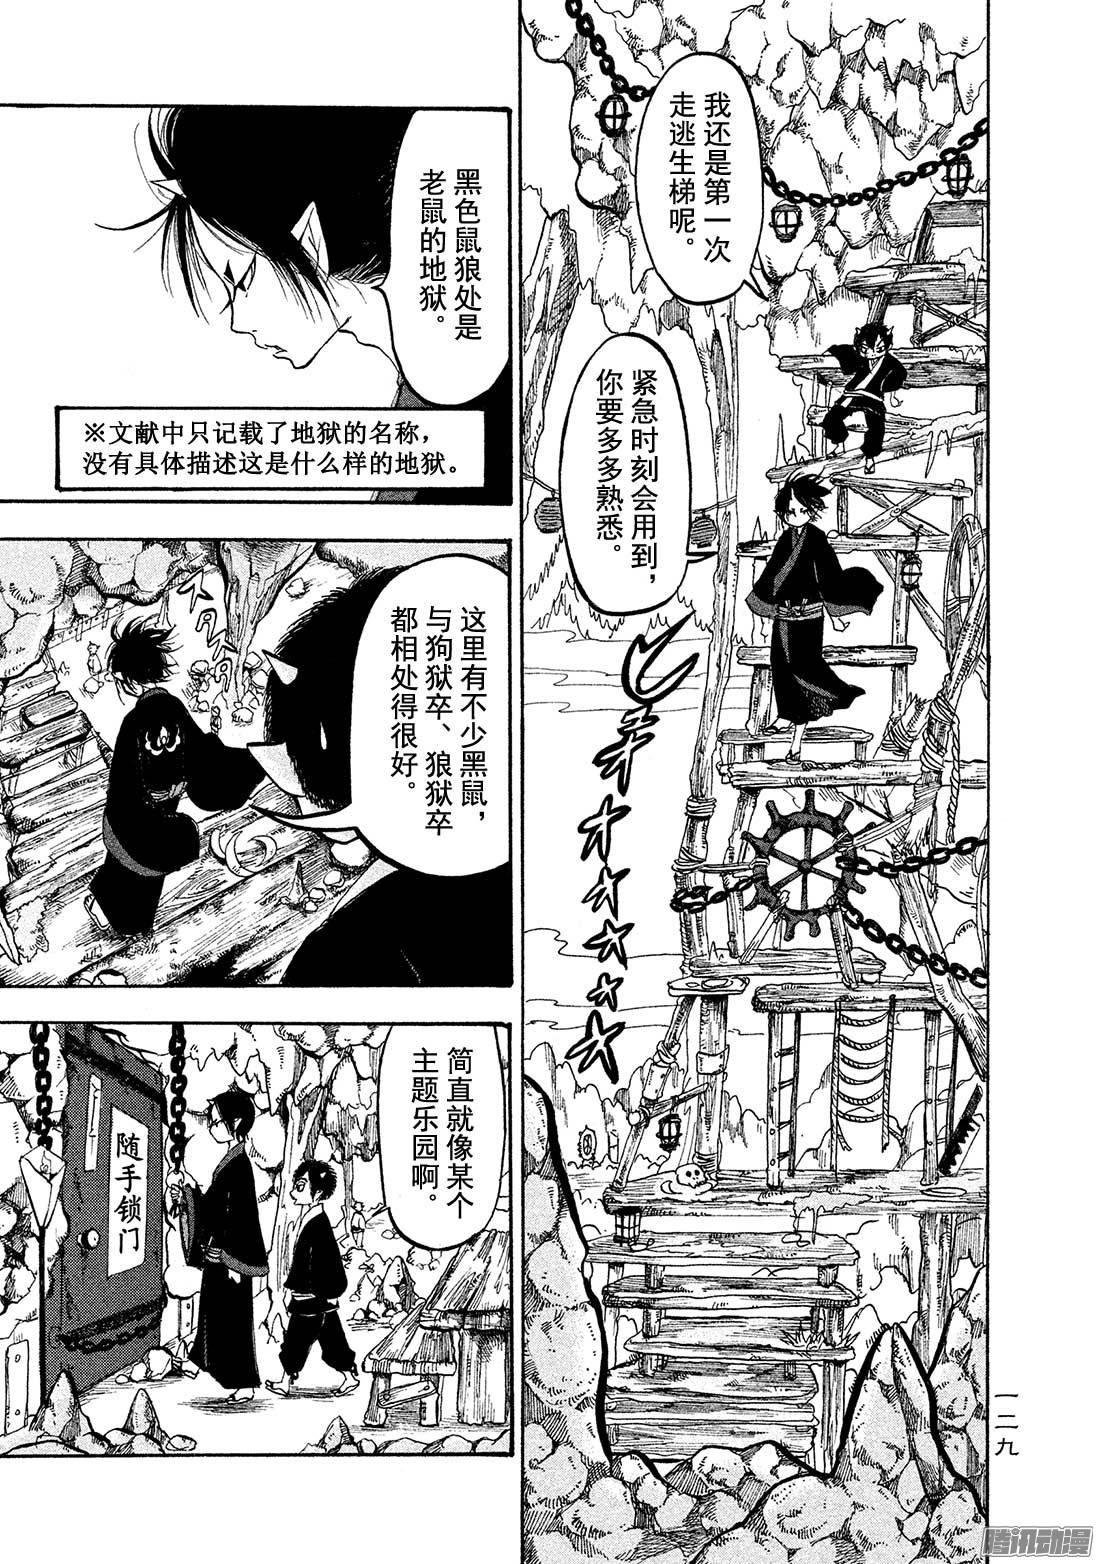 我还是第一次
走逃生梯呢。
紧急时刻会用到，
你要多多熟悉。
黑色鼠狼处是
老鼠的地狱。
※文献中只记载了地狱的名称，
没有具体描述这是什么样的地狱。
这里有不少黑鼠，
与狗狱卒、狼狱卒
都相处得很好。
简直就像某个
主题乐园啊。
随手锁门
一二九
腾讯动漫